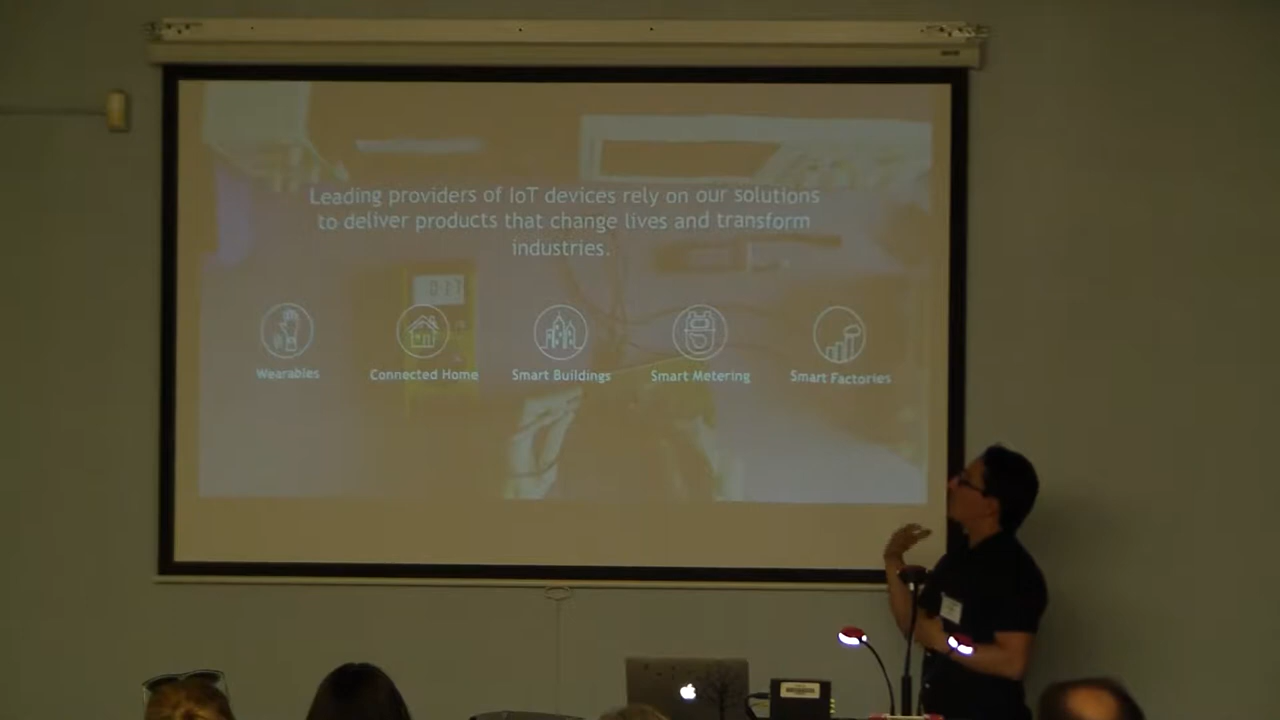 Leading providers of IoT devices rely on our solutions
to deliver products that change lives and transform
industries.
Wearables
Connected Home
Smart Buildings
Smart Metering
Smart Factories